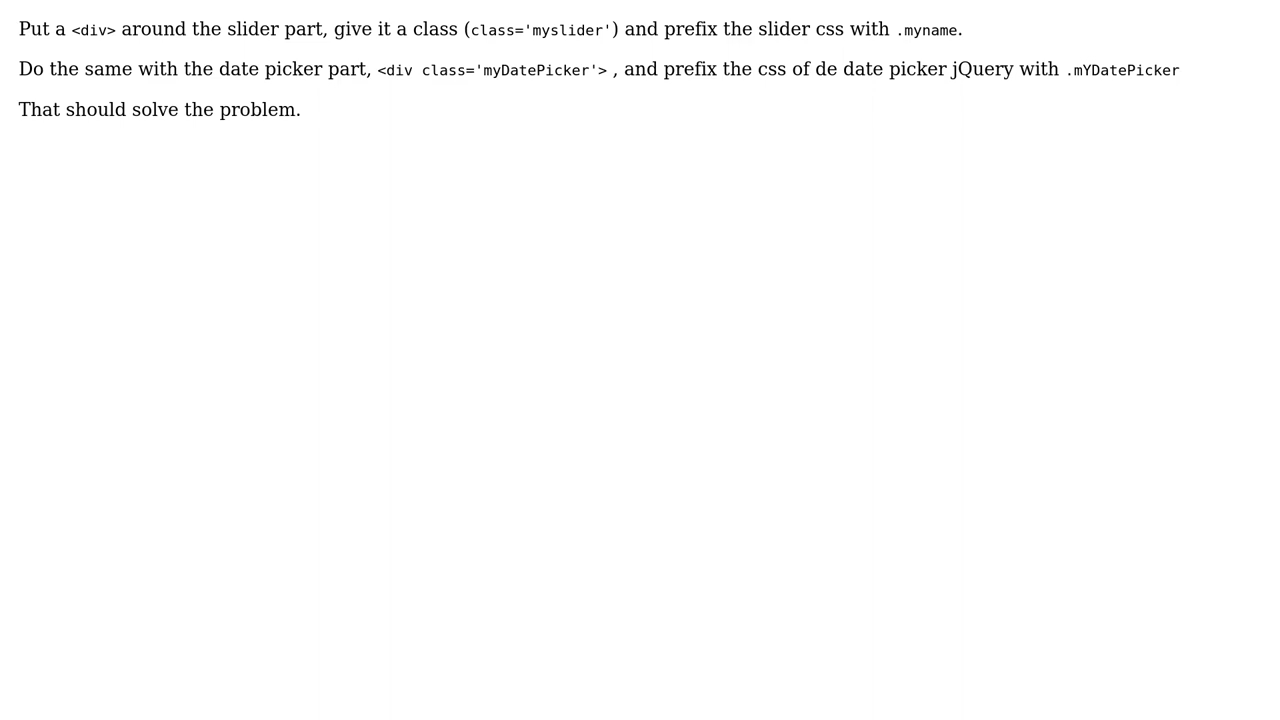 Put a <div> around the slider part, give it a class (class='myslider') and prefix the slider css with .myname.
Do the same with the date picker part, <div class='myDatePicker'> , and prefix the css of de date picker jQuery with .mYDatePicker
That should solve the problem.